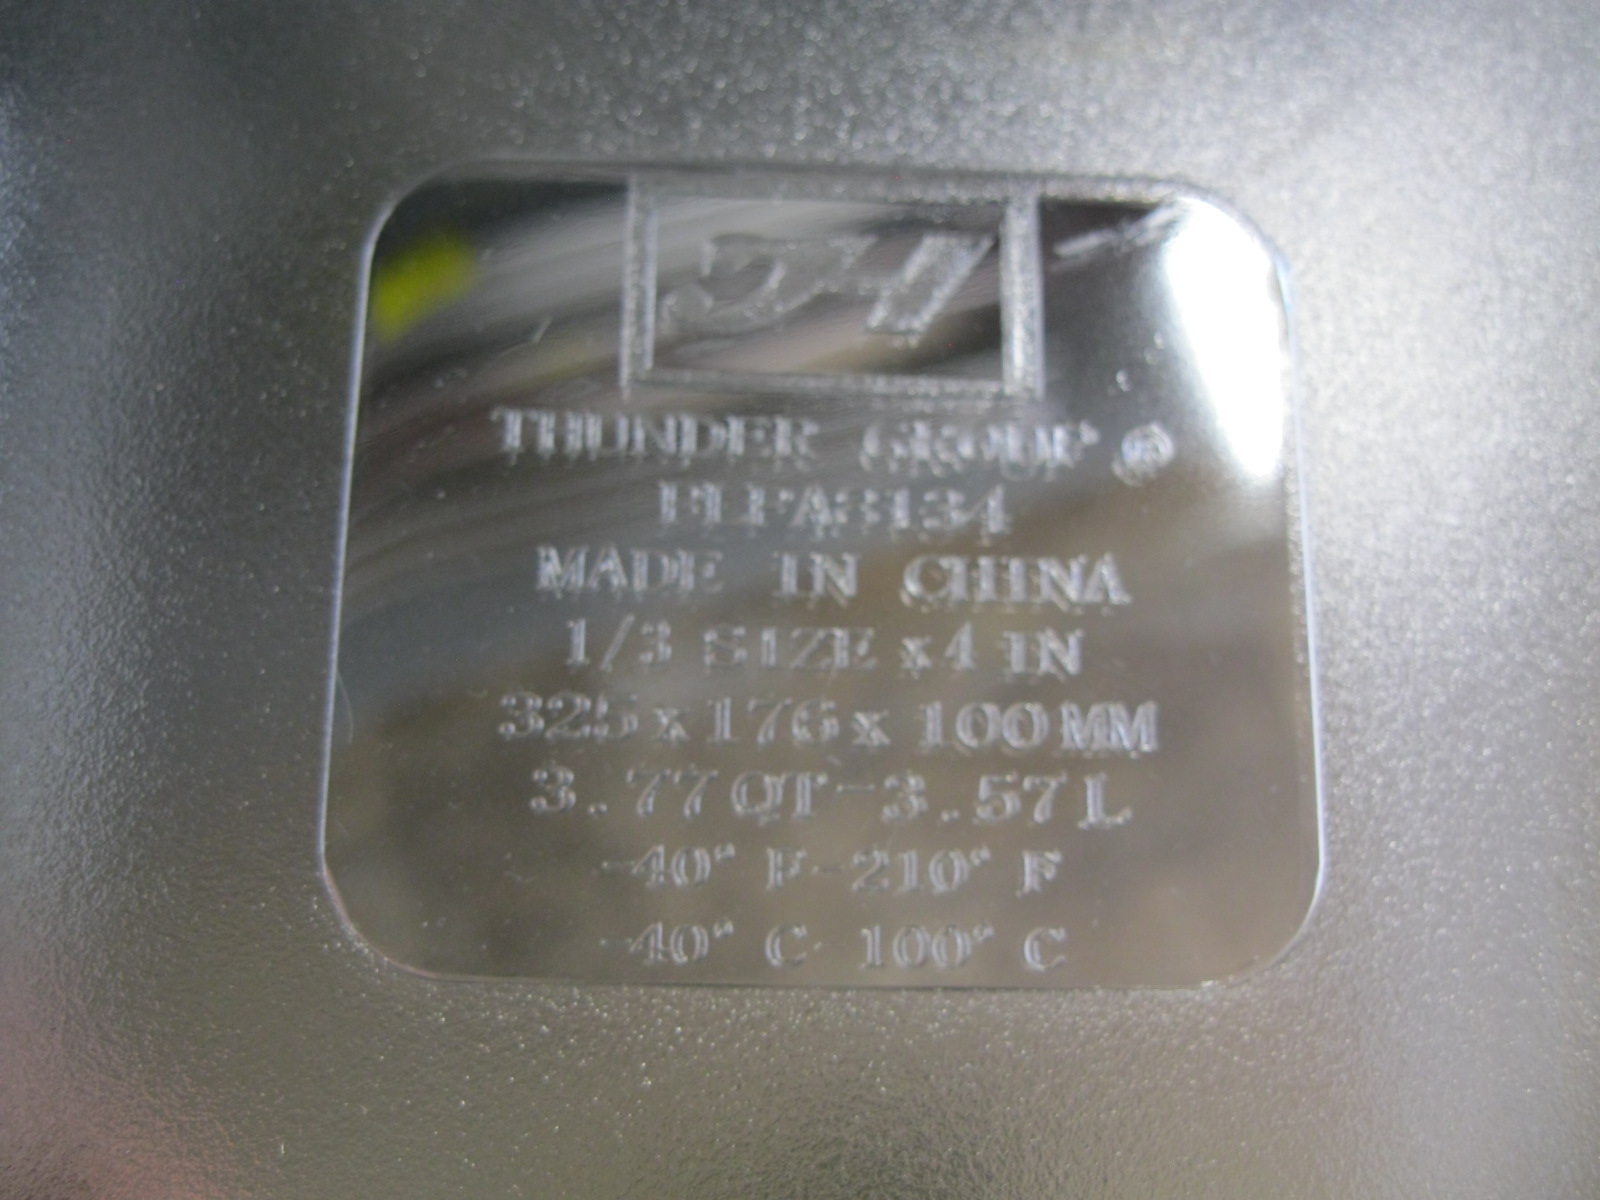 THUNDER GROUP ®
PLFA8134
MADE IN CHINA
1/3 SIZE x 4 IN
325 x 176 x 100 MM
3.77 QT-3.57 L
-40° F-210° F
-40° C-100° C